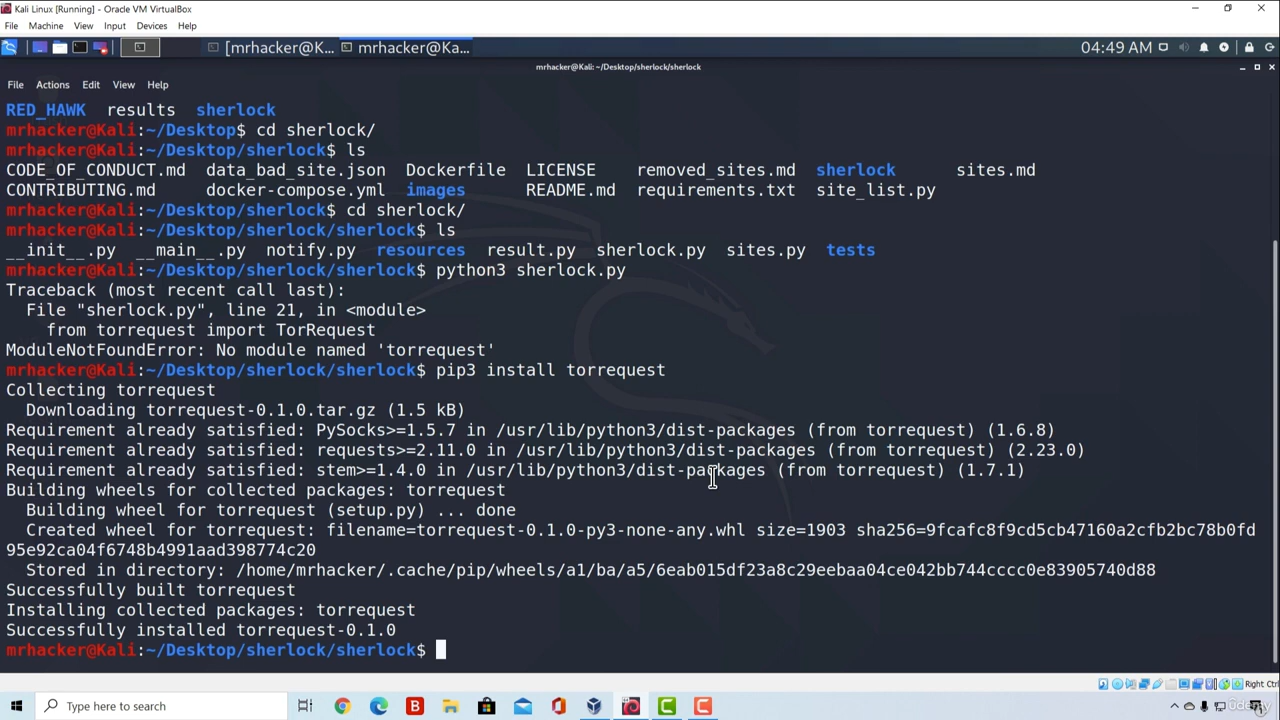 Kali Linux [Running] - Oracle VM VirtualBox
File Machine View Input Devices Help
[mrhacker@K... mrhacker@Ka... 04:49 AM
mrhacker@Kali: ~/Desktop/sherlock/sherlock
File Actions Edit View Help
RED_HAWK results sherlock
mrhacker@Kali:~/Desktop$ cd sherlock/
mrhacker@Kali:~/Desktop/sherlock$ ls
CODE_OF_CONDUCT.md data_bad_site.json Dockerfile LICENSE removed_sites.md sherlock sites.md
CONTRIBUTING.md docker-compose.yml images README.md requirements.txt site_list.py
mrhacker@Kali:~/Desktop/sherlock$ cd sherlock/
mrhacker@Kali:~/Desktop/sherlock/sherlock$ ls
__init__.py __main__.py notify.py resources result.py sherlock.py sites.py tests
mrhacker@Kali:~/Desktop/sherlock/sherlock$ python3 sherlock.py
Traceback (most recent call last):
File "sherlock.py", line 21, in <module>
from torrequest import TorRequest
ModuleNotFoundError: No module named 'torrequest'
mrhacker@Kali:~/Desktop/sherlock/sherlock$ pip3 install torrequest
Collecting torrequest
Downloading torrequest-0.1.0.tar.gz (1.5 kB)
Requirement already satisfied: PySocks>=1.5.7 in /usr/lib/python3/dist-packages (from torrequest) (1.6.8)
Requirement already satisfied: requests>=2.11.0 in /usr/lib/python3/dist-packages (from torrequest) (2.23.0)
Requirement already satisfied: stem>=1.4.0 in /usr/lib/python3/dist-packages (from torrequest) (1.7.1)
Building wheels for collected packages: torrequest
Building wheel for torrequest (setup.py) ... done
Created wheel for torrequest: filename=torrequest-0.1.0-py3-none-any.whl size=1903 sha256=9fcafc8f9cd5cb47160a2cfb2bc78b0fd
95e92ca04f6748b4991aad398774c20
Stored in directory: /home/mrhacker/.cache/pip/wheels/a1/ba/a5/6eab015df23a8c29eebaa04ce042bb744cccc0e83905740d88
Successfully built torrequest
Installing collected packages: torrequest
Successfully installed torrequest-0.1.0
mrhacker@Kali:~/Desktop/sherlock/sherlock$
Right Ctrl
Type here to search
Udemy